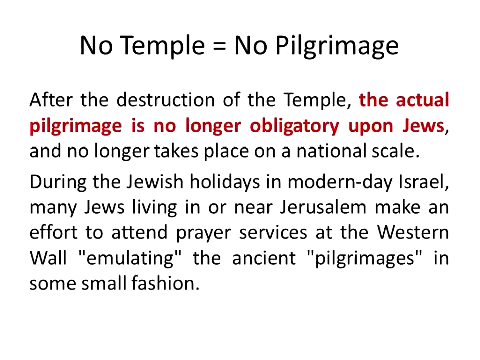 No Temple = No Pilgrimage
After the destruction of the Temple, the actual
pilgrimage is no longer obligatory upon Jews,
and no longer takes place on a national scale.
During the Jewish holidays in modern-day Israel,
many Jews living in or near Jerusalem make an
effort to attend prayer services at the Western
Wall "emulating" the ancient "pilgrimages" in
some small fashion.